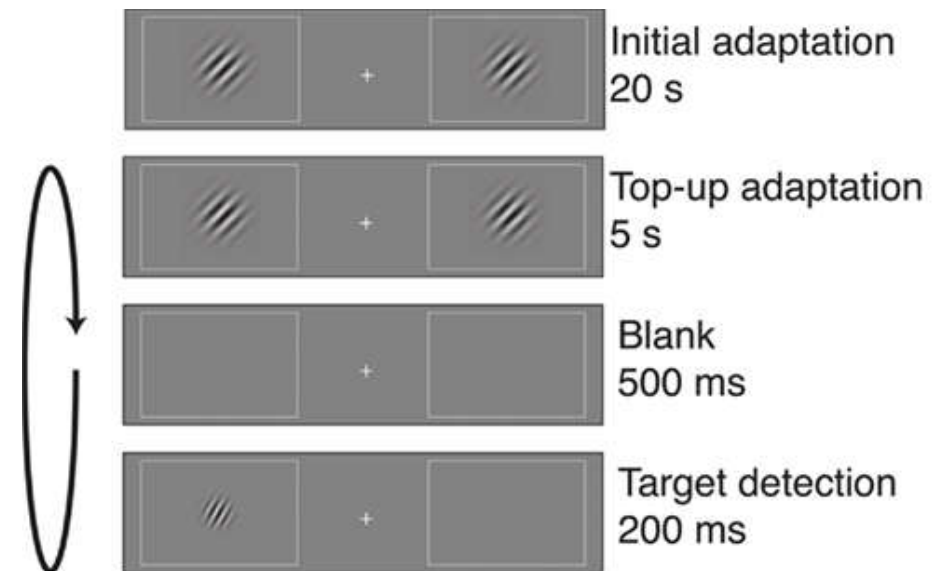 Initial adaptation
20 s
Top-up adaptation
5 s
Blank
500 ms
Target detection
200 ms